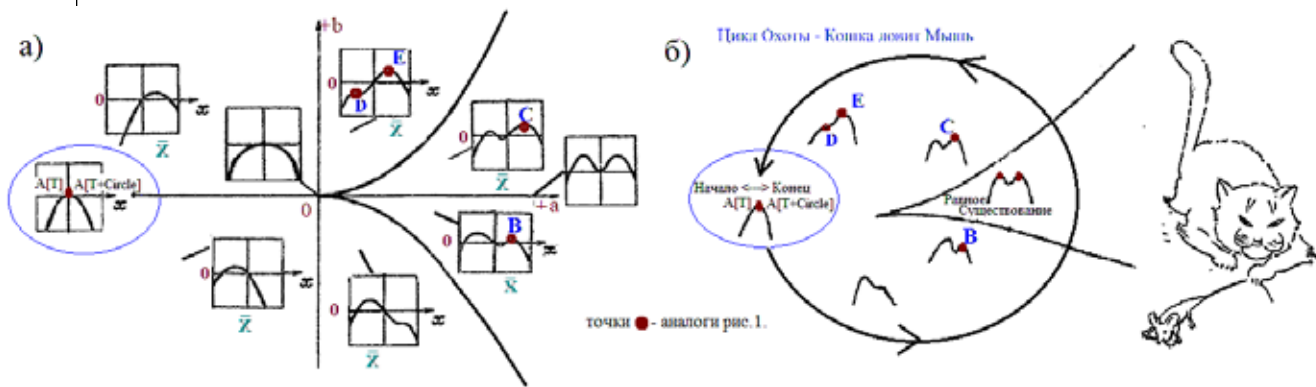 а)
+b
0
x
x̄
E
D
0
x
x̄
C
0
x
x̄
A[T] A[T+Circle]
x
0
+a
B
x
x̄
0
x
x̄
0
x
x̄
б)
Цикл Охоты - Кошка ловит Мышь
E
D
C
Начало <--> Конец
A[T] A[T+Circle]
Равное
Существование
B
точки - аналоги рис.1.